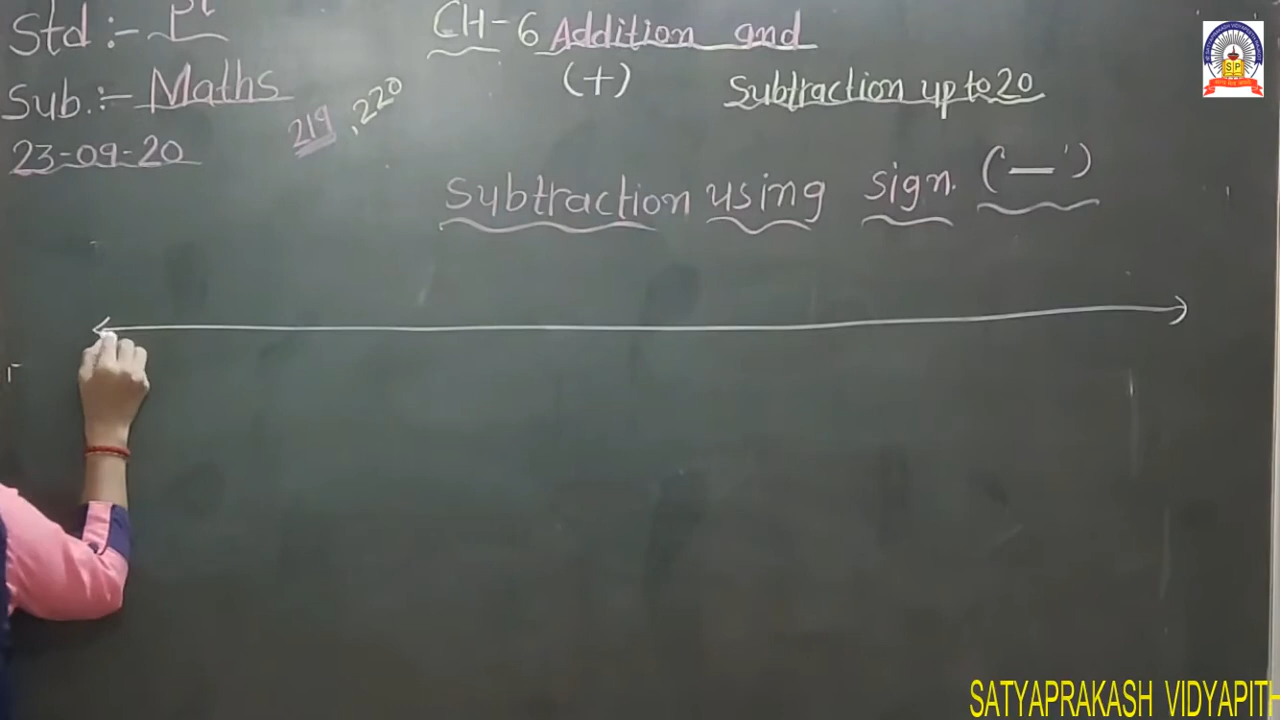 Std :-
CH-6 Addition and
(+) Subtraction up to 20
Sub.:- Maths
219, 220
23-09-20
Subtraction using sign. ('—')
SP
SATYAPRAKASH VIDYAPITH